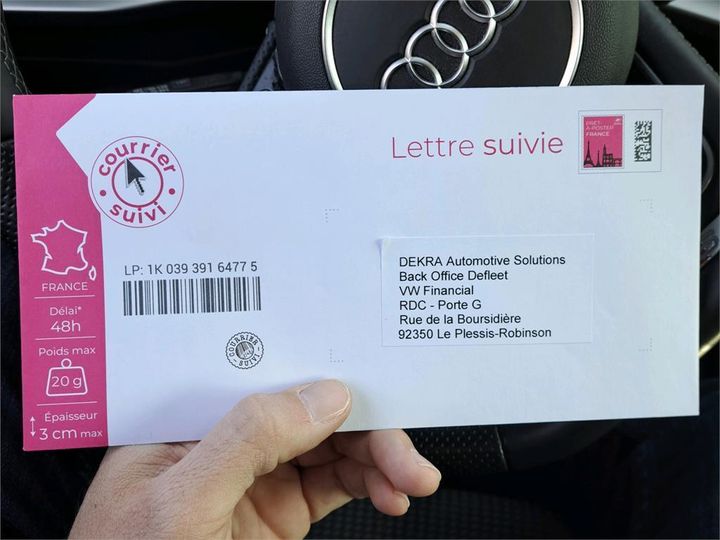 Lettre suivie
PRÊT-
À-POSTER
FRANCE
courrier
suivi
LP: 1K 039 391 6477 5
COURRIER
SUIVI
FRANCE
Délai*
48h
Poids max
20 g
Épaisseur
3 cm max
DEKRA Automotive Solutions
Back Office Defleet
VW Financial
RDC - Porte G
Rue de la Boursidière
92350 Le Plessis-Robinson